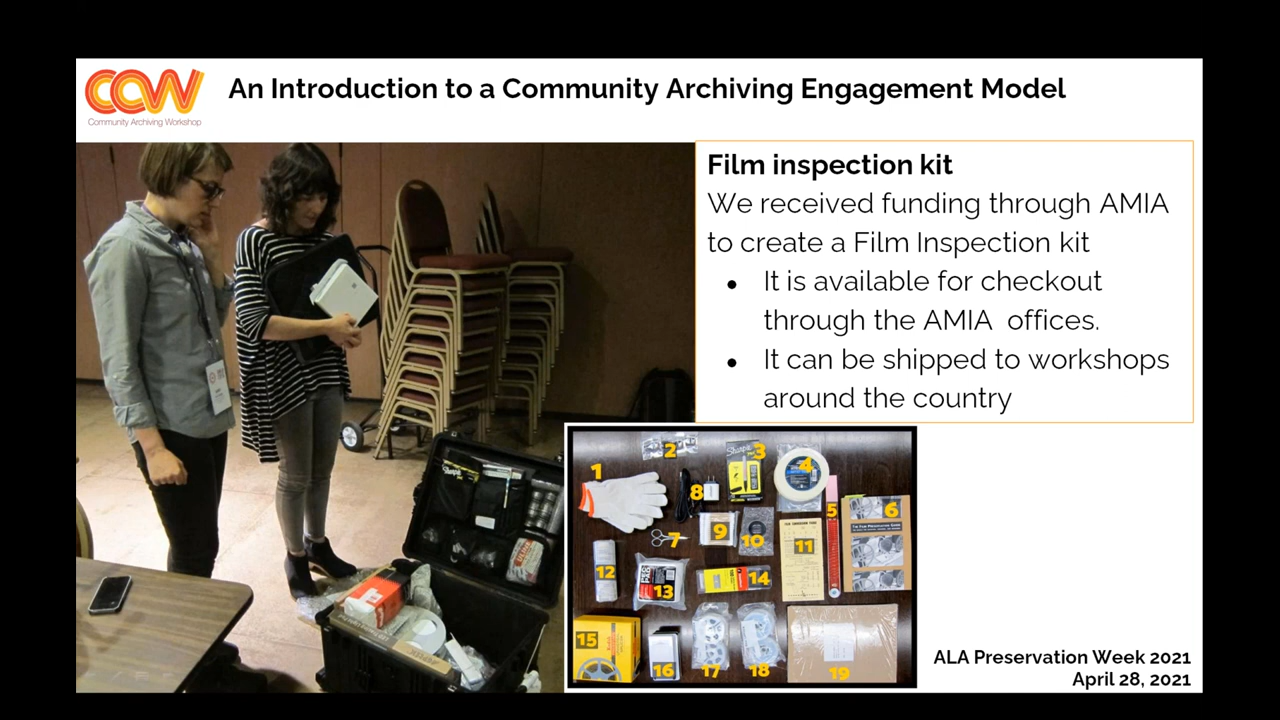 CAW
Community Archiving Workshop
An Introduction to a Community Archiving Engagement Model
Film inspection kit
We received funding through AMIA
to create a Film Inspection kit
● It is available for checkout
through the AMIA offices.
● It can be shipped to workshops
around the country
Sharpie
1
2
Sharpie
3
4
5
6
7
8
9
10
11
12
13
14
15
16
17
18
19
ALA Preservation Week 2021
April 28, 2021